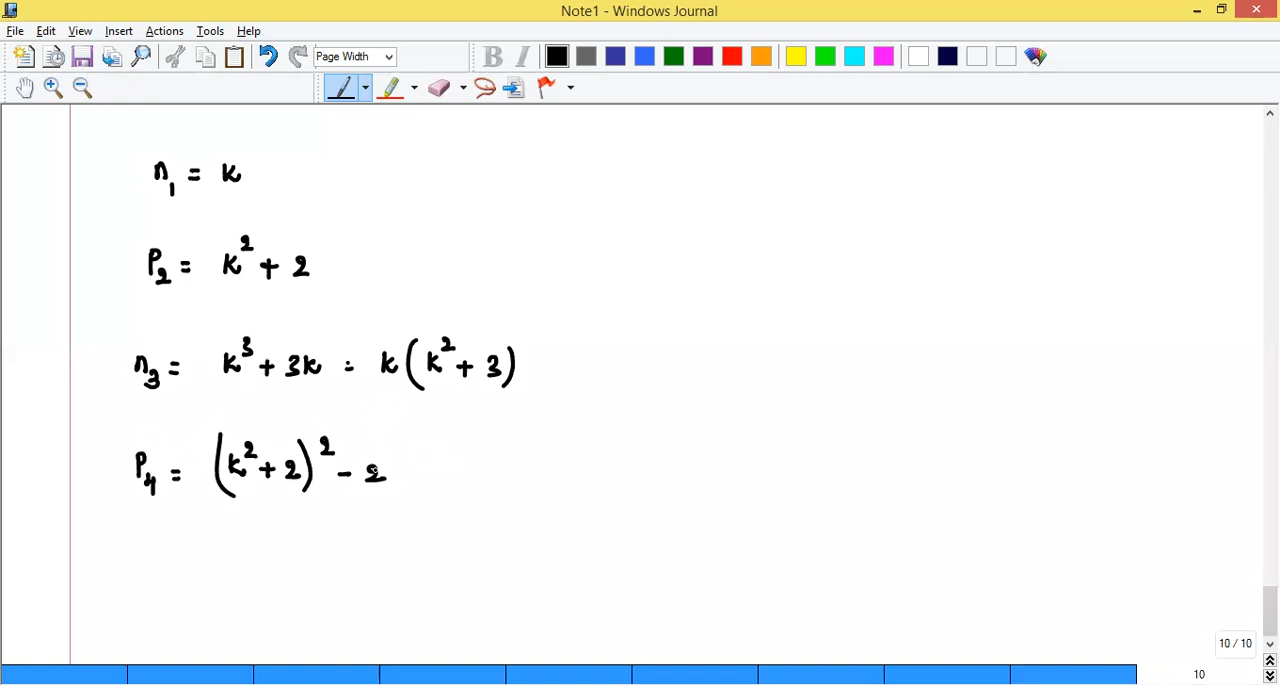 Note1 - Windows Journal
File Edit View Insert Actions Tools Help
Page Width B I
n₁ = k
P₂ = k² + 2
n₃ = k³ + 3k = k(k² + 3)
P₄ = (k² + 2)² - 2
10 / 10
10